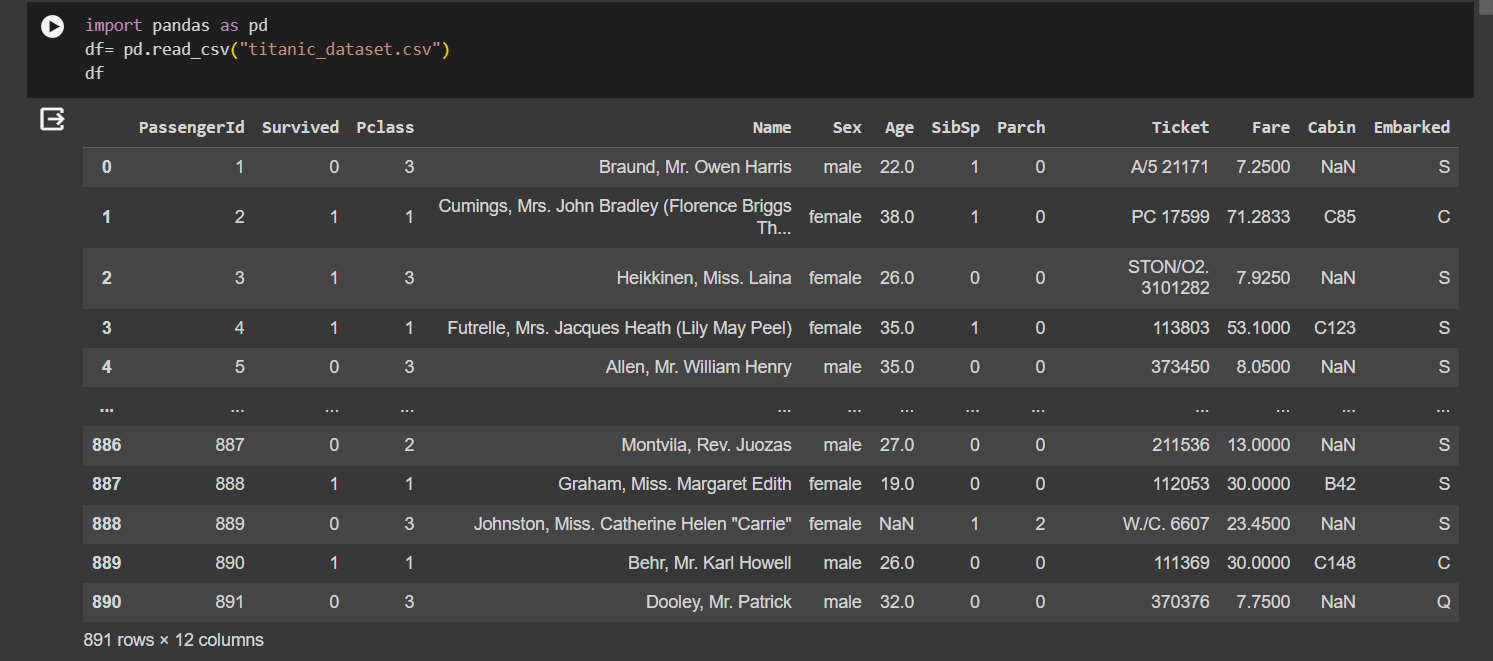 import pandas as pd
df= pd.read_csv("titanic_dataset.csv")
df
PassengerId Survived Pclass Name Sex Age SibSp Parch Ticket Fare Cabin Embarked
0 1 0 3 Braund, Mr. Owen Harris male 22.0 1 0 A/5 21171 7.2500 NaN S
1 2 1 1 Cumings, Mrs. John Bradley (Florence Briggs Th... female 38.0 1 0 PC 17599 71.2833 C85 C
2 3 1 3 Heikkinen, Miss. Laina female 26.0 0 0 STON/O2. 3101282 7.9250 NaN S
3 4 1 1 Futrelle, Mrs. Jacques Heath (Lily May Peel) female 35.0 1 0 113803 53.1000 C123 S
4 5 0 3 Allen, Mr. William Henry male 35.0 0 0 373450 8.0500 NaN S
... ... ... ... ... ... ... ... ... ... ... ... ...
886 887 0 2 Montvila, Rev. Juozas male 27.0 0 0 211536 13.0000 NaN S
887 888 1 1 Graham, Miss. Margaret Edith female 19.0 0 0 112053 30.0000 B42 S
888 889 0 3 Johnston, Miss. Catherine Helen "Carrie" female NaN 1 2 W./C. 6607 23.4500 NaN S
889 890 1 1 Behr, Mr. Karl Howell male 26.0 0 0 111369 30.0000 C148 C
890 891 0 3 Dooley, Mr. Patrick male 32.0 0 0 370376 7.7500 NaN Q
891 rows × 12 columns